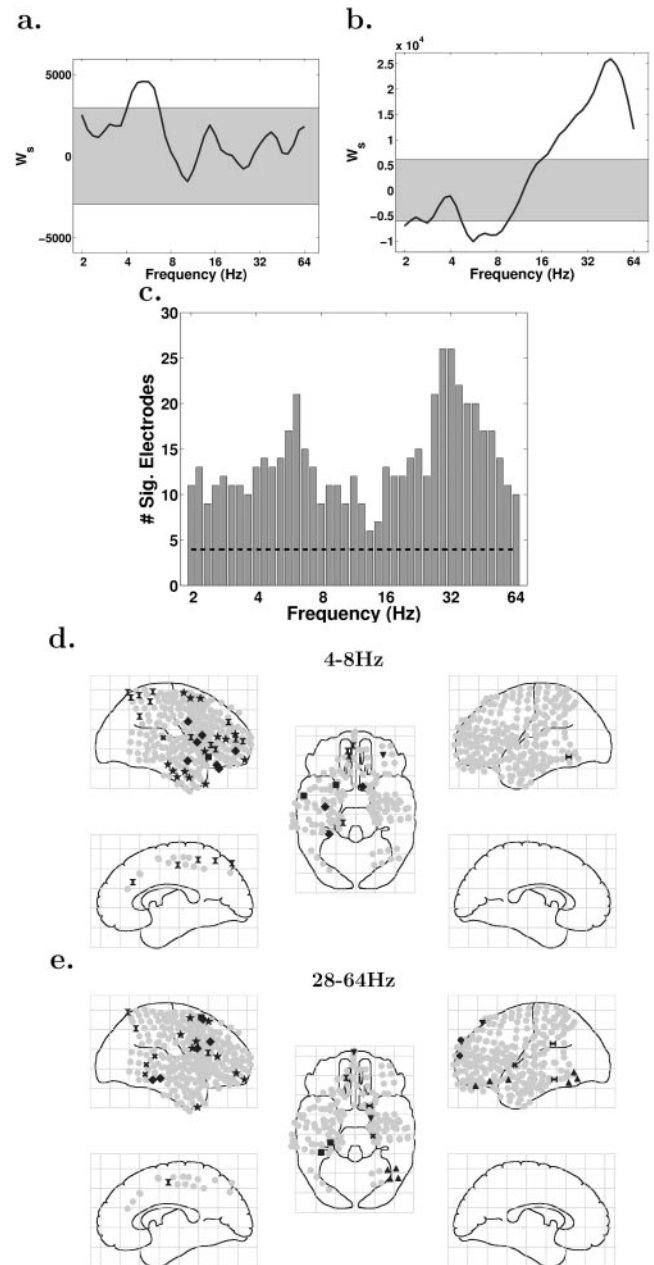 a.
5000
0
−5000
W_s
2 4 8 16 32 64
Frequency (Hz)
b.
x 10^4
2.5
2
1.5
1
0.5
0
−0.5
−1
W_s
2 4 8 16 32 64
Frequency (Hz)
c.
30
25
20
15
10
5
0
# Sig. Electrodes
2 4 8 16 32 64
Frequency (Hz)
d.
4-8Hz
e.
28-64Hz